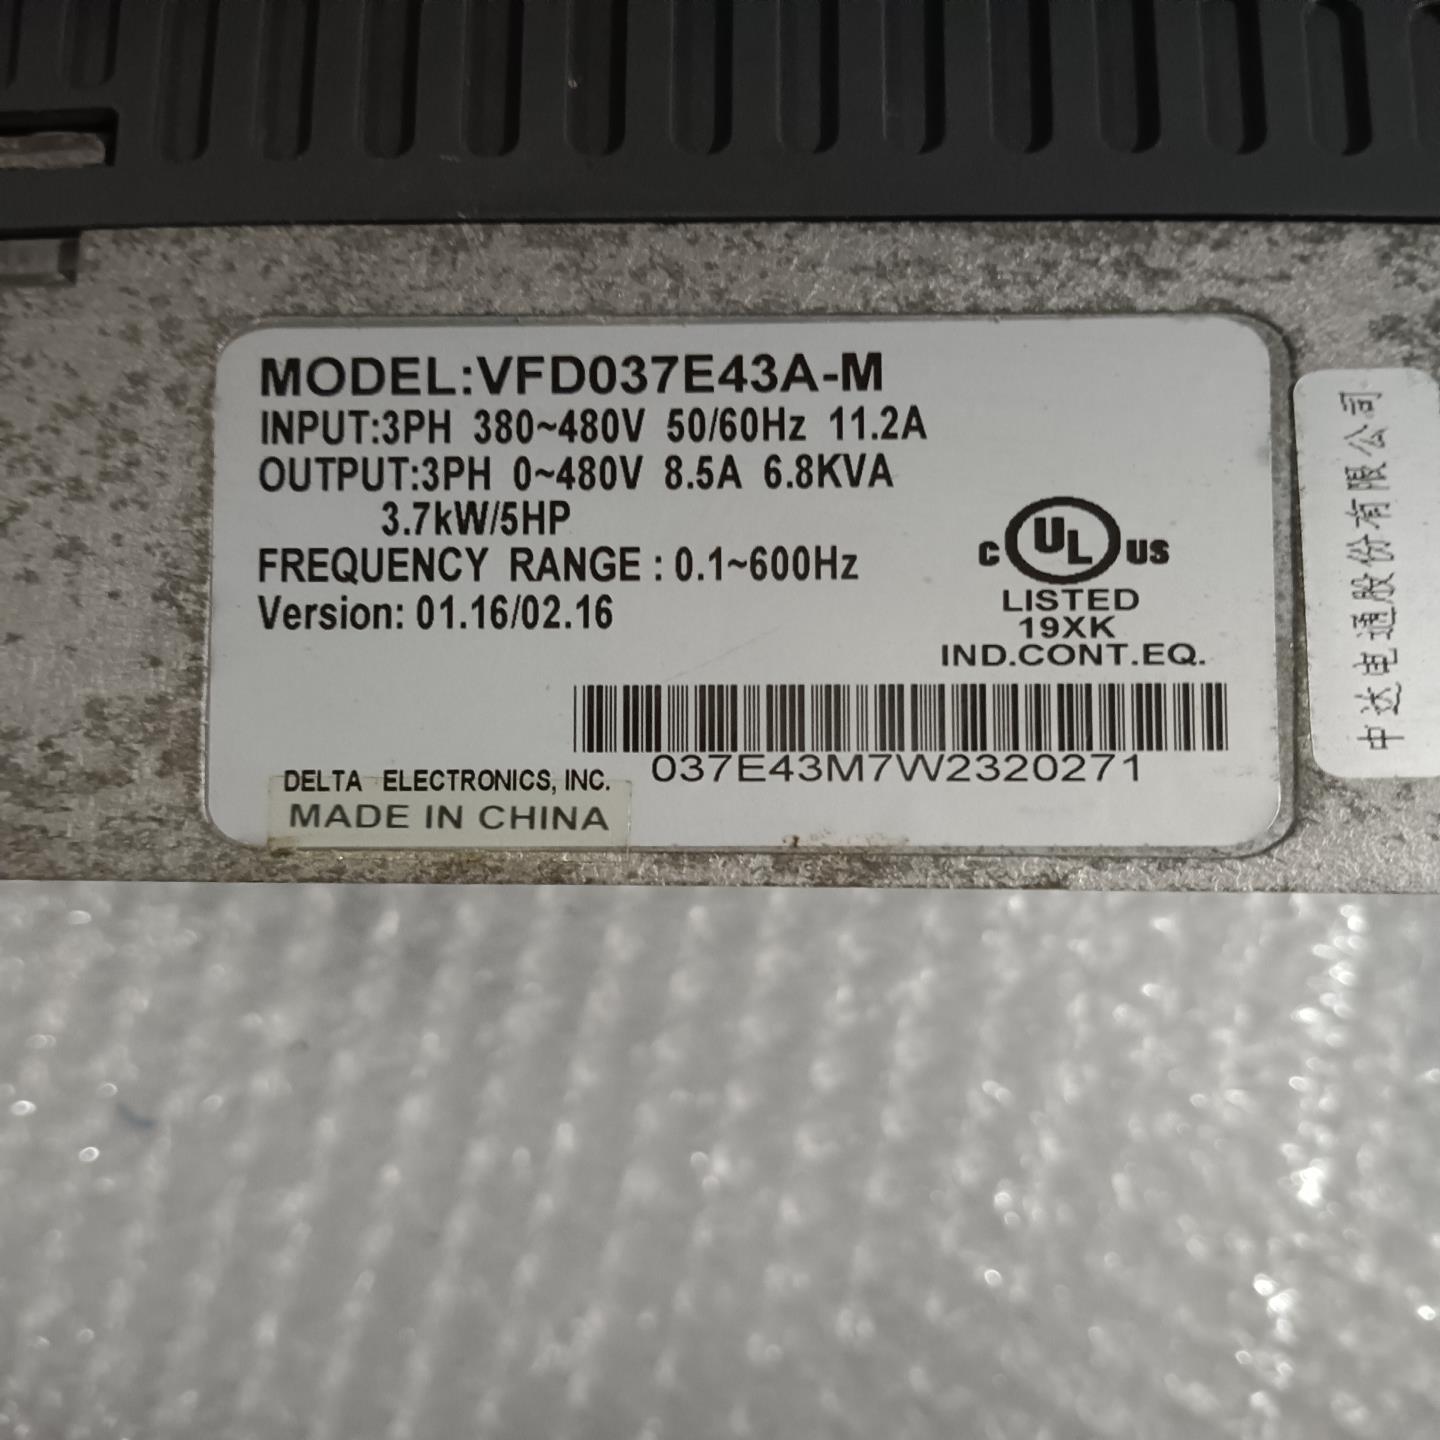 MODEL:VFD037E43A-M
INPUT:3PH 380~480V 50/60Hz 11.2A
OUTPUT:3PH 0~480V 8.5A 6.8KVA
3.7kW/5HP
FREQUENCY RANGE : 0.1~600Hz
Version: 01.16/02.16
C UL US
LISTED
19XK
IND.CONT.EQ.
037E43M7W2320271
DELTA ELECTRONICS, INC.
MADE IN CHINA
中达电通股份有限公司